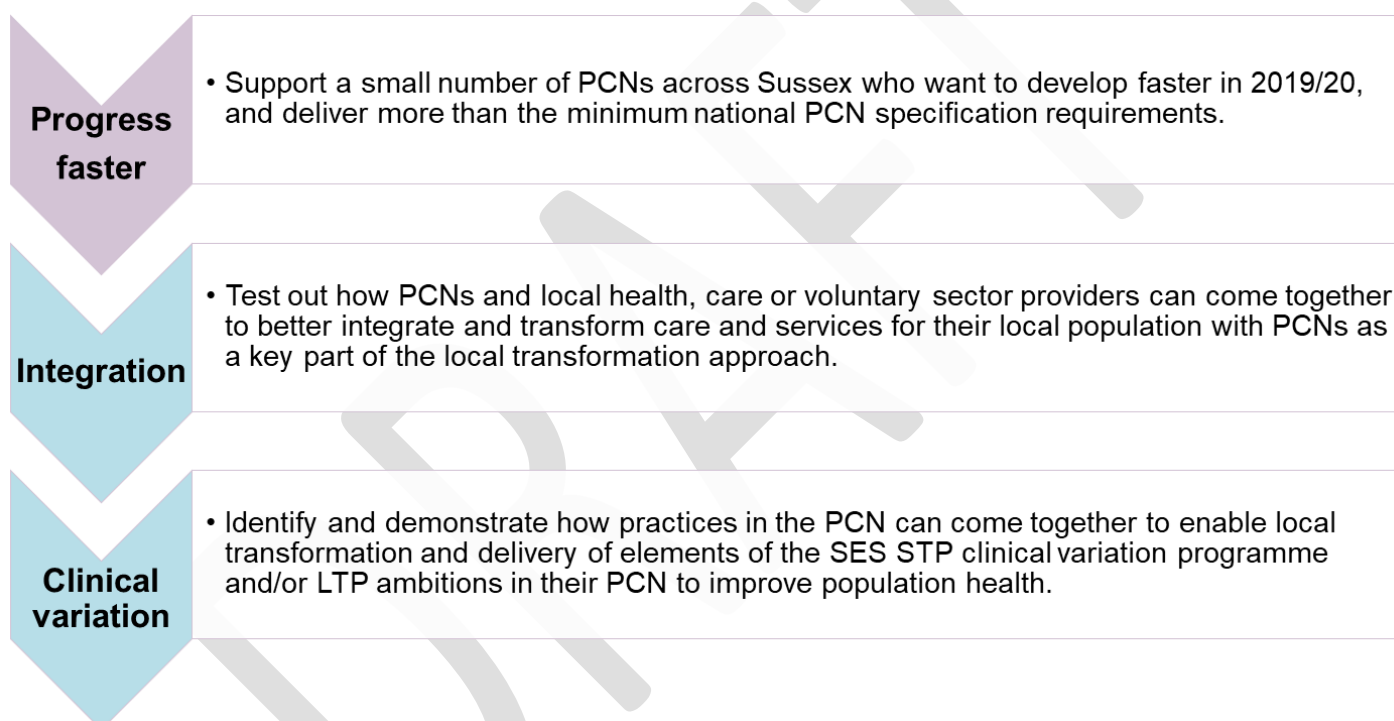 Progress
faster
• Support a small number of PCNs across Sussex who want to develop faster in 2019/20,
and deliver more than the minimum national PCN specification requirements.
Integration
• Test out how PCNs and local health, care or voluntary sector providers can come together
to better integrate and transform care and services for their local population with PCNs as
a key part of the local transformation approach.
Clinical
variation
• Identify and demonstrate how practices in the PCN can come together to enable local
transformation and delivery of elements of the SES STP clinical variation programme
and/or LTP ambitions in their PCN to improve population health.
DRAFT